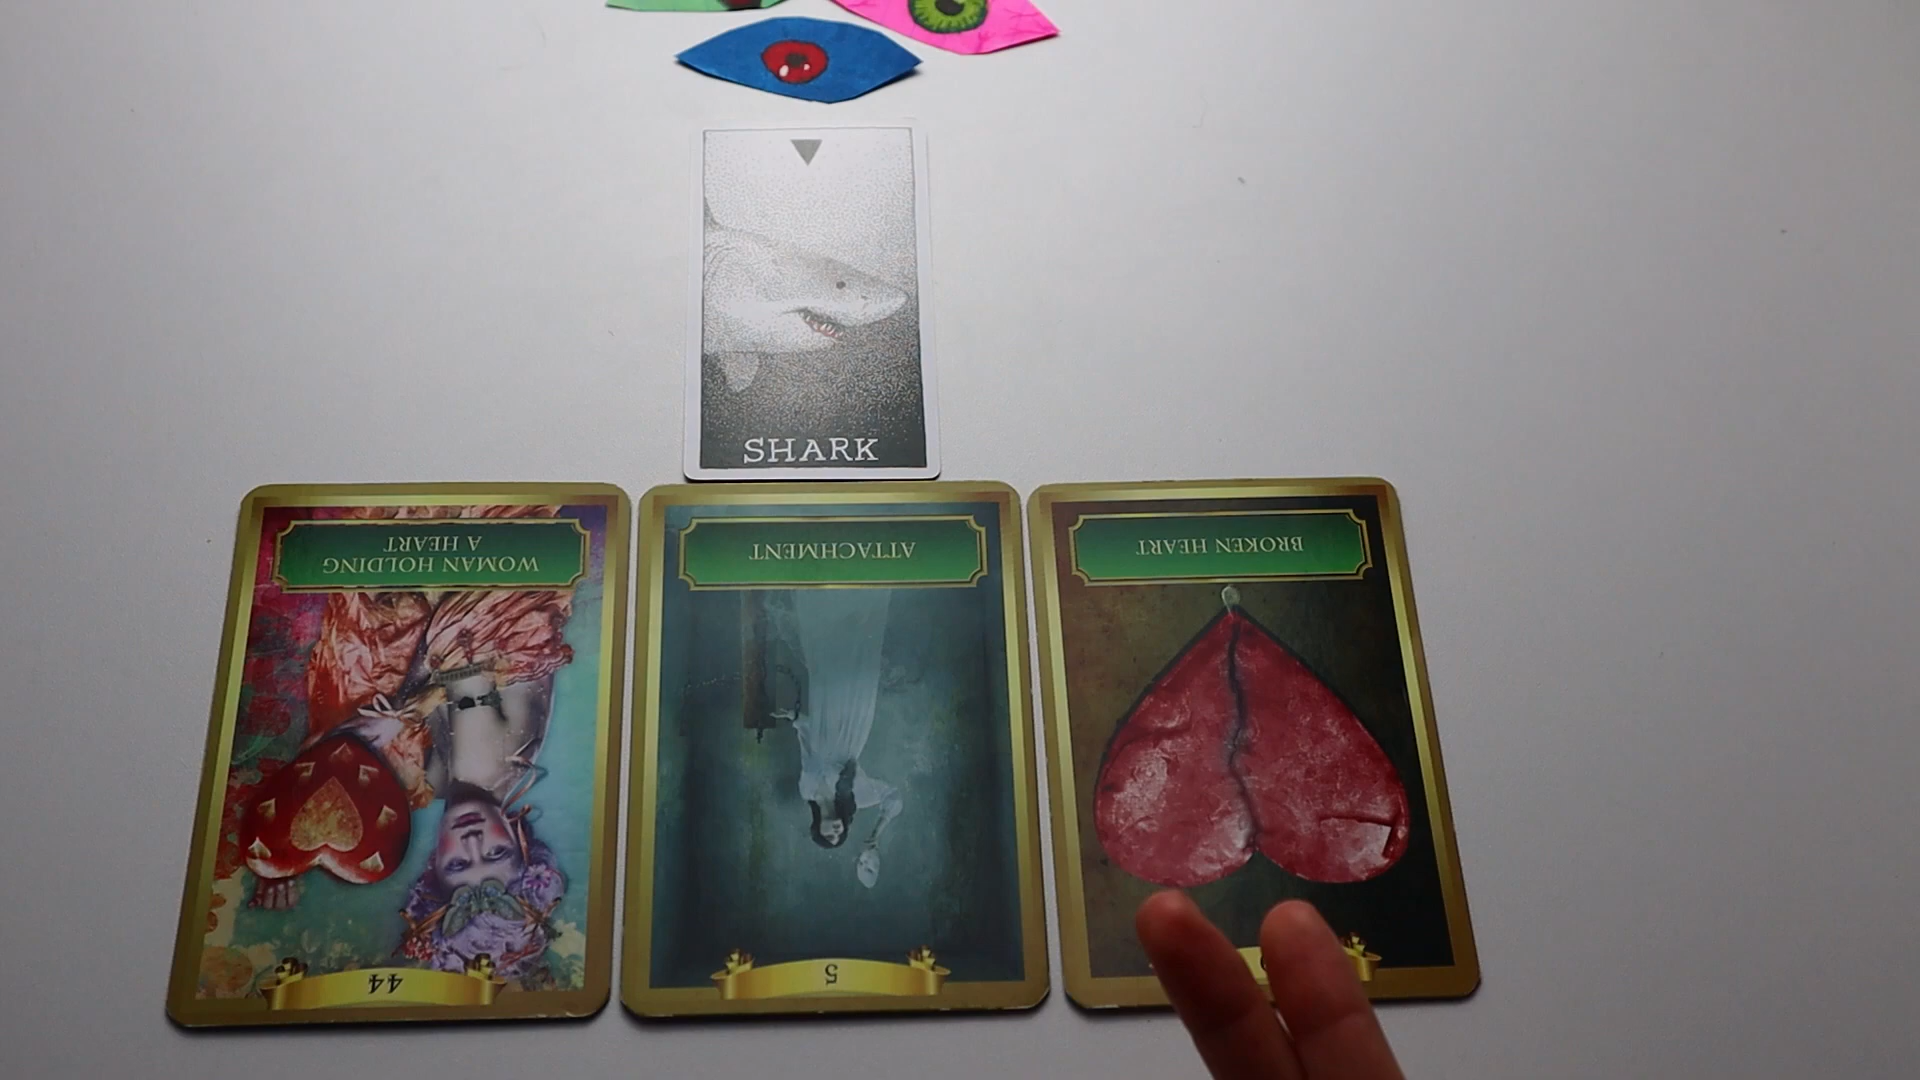 SHARK
WOMAN HOLDING
A HEART
44
ATTACHMENT
5
BROKEN HEART